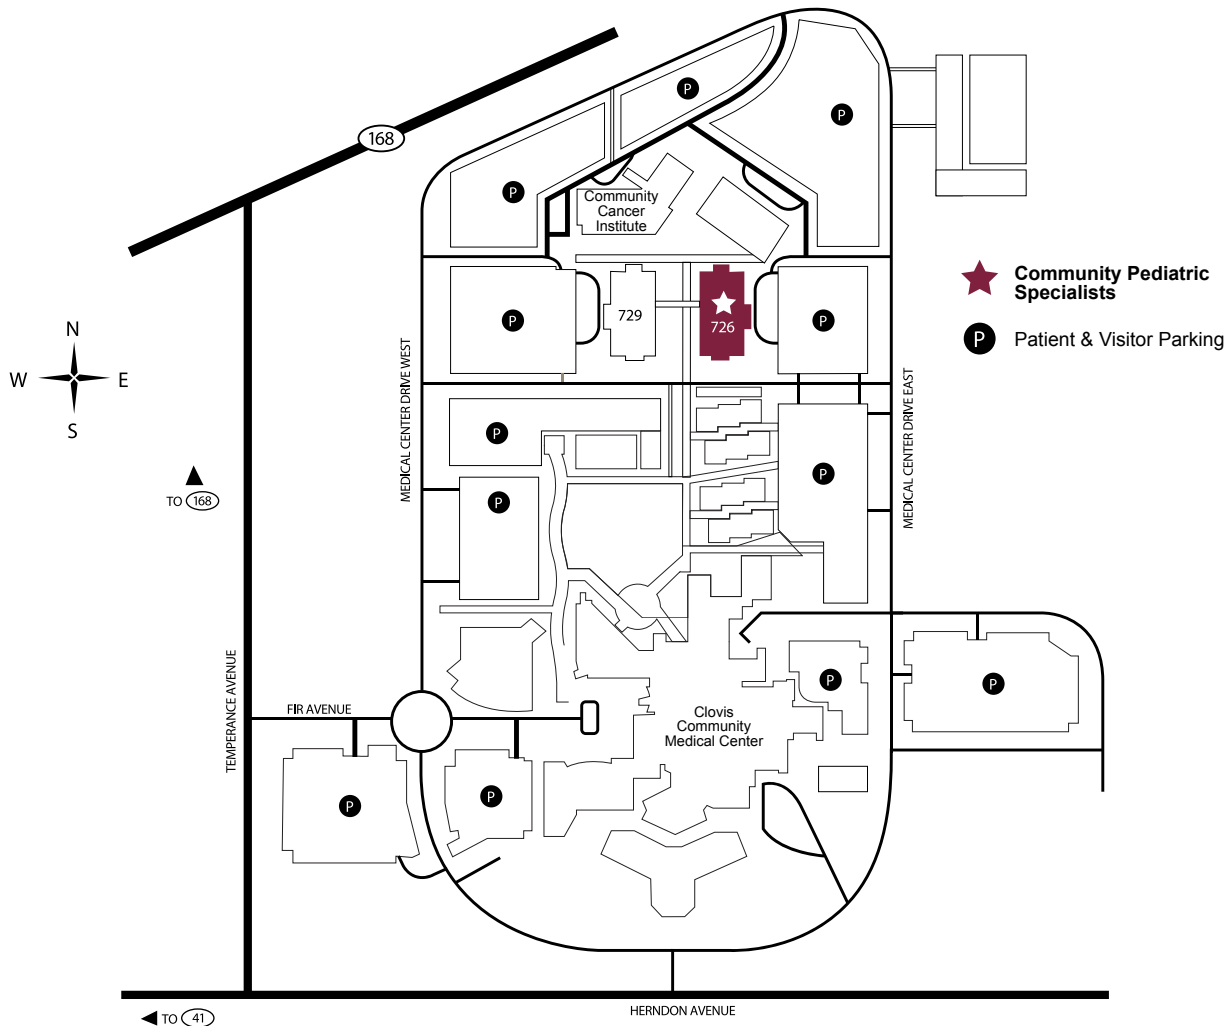 168
P
P
P
Community
Cancer
Institute
Community Pediatric
Specialists
P
729
726
P
P
P
Patient & Visitor Parking
N
W
E
S
MEDICAL CENTER DRIVE WEST
MEDICAL CENTER DRIVE EAST
P
P
P
TO 168
TEMPERANCE AVENUE
FIR AVENUE
P
P
Clovis
Community
Medical Center
P
P
HERNDON AVENUE
TO 41